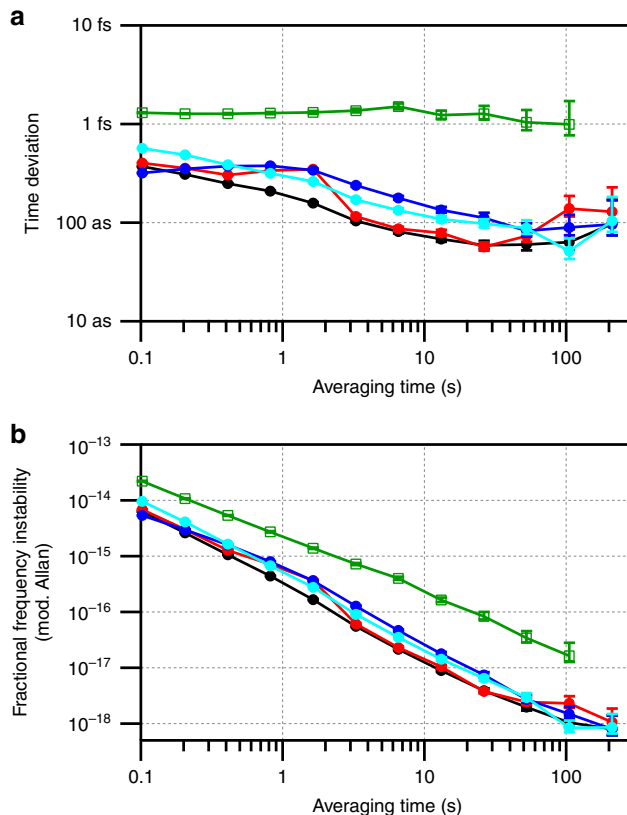 a
10 fs
1 fs
100 as
10 as
Time deviation
0.1 1 10 100
Averaging time (s)
b
10⁻¹³
10⁻¹⁴
10⁻¹⁵
10⁻¹⁶
10⁻¹⁷
10⁻¹⁸
Fractional frequency instability
(mod. Allan)
0.1 1 10 100
Averaging time (s)